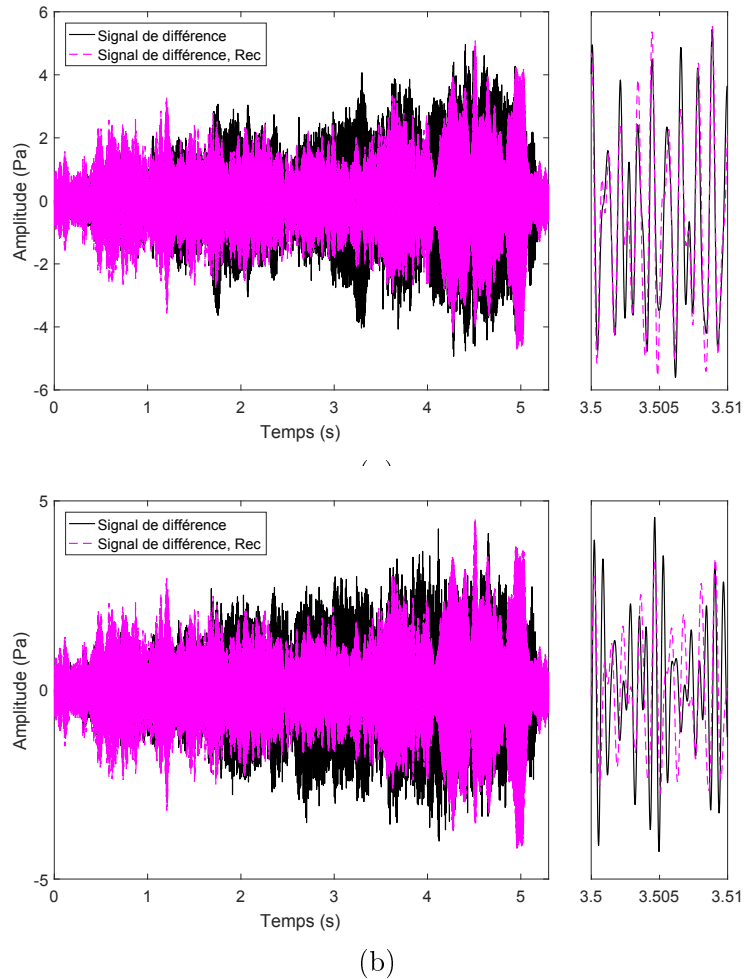 6
4
2
0
-2
-4
-6
Amplitude (Pa)
Signal de différence
Signal de différence, Rec
0 1 2 3 4 5
Temps (s)
3.5 3.505 3.51
5
0
-5
Amplitude (Pa)
Signal de différence
Signal de différence, Rec
0 1 2 3 4 5
Temps (s)
3.5 3.505 3.51
(b)